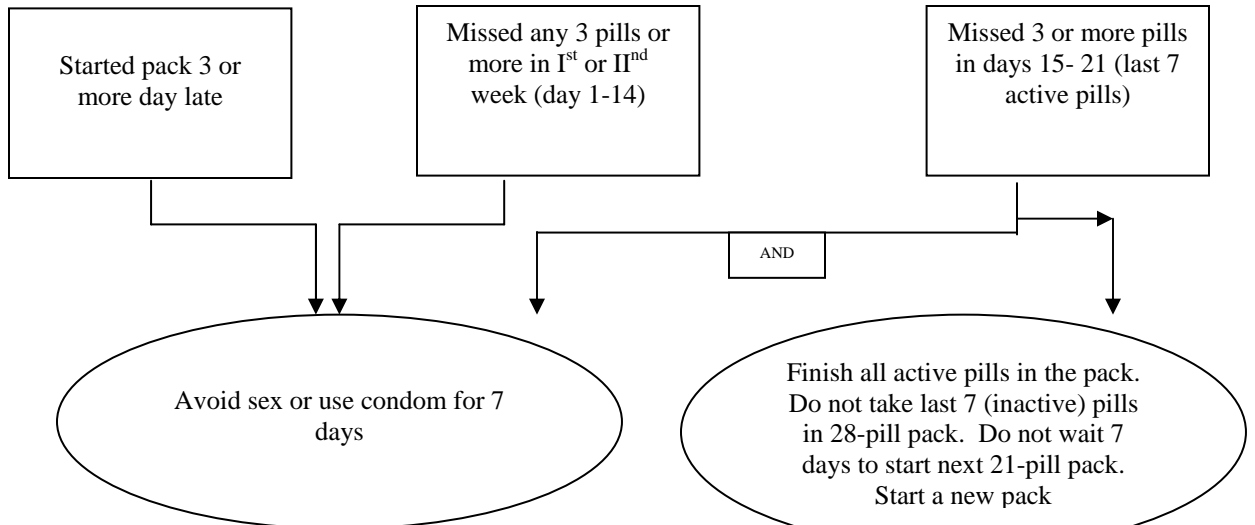 Started pack 3 or
more day late
Missed any 3 pills or
more in Iˢᵗ or IIⁿᵈ
week (day 1-14)
Missed 3 or more pills
in days 15- 21 (last 7
active pills)
AND
Avoid sex or use condom for 7
days
Finish all active pills in the pack.
Do not take last 7 (inactive) pills
in 28-pill pack.  Do not wait 7
days to start next 21-pill pack.
Start a new pack